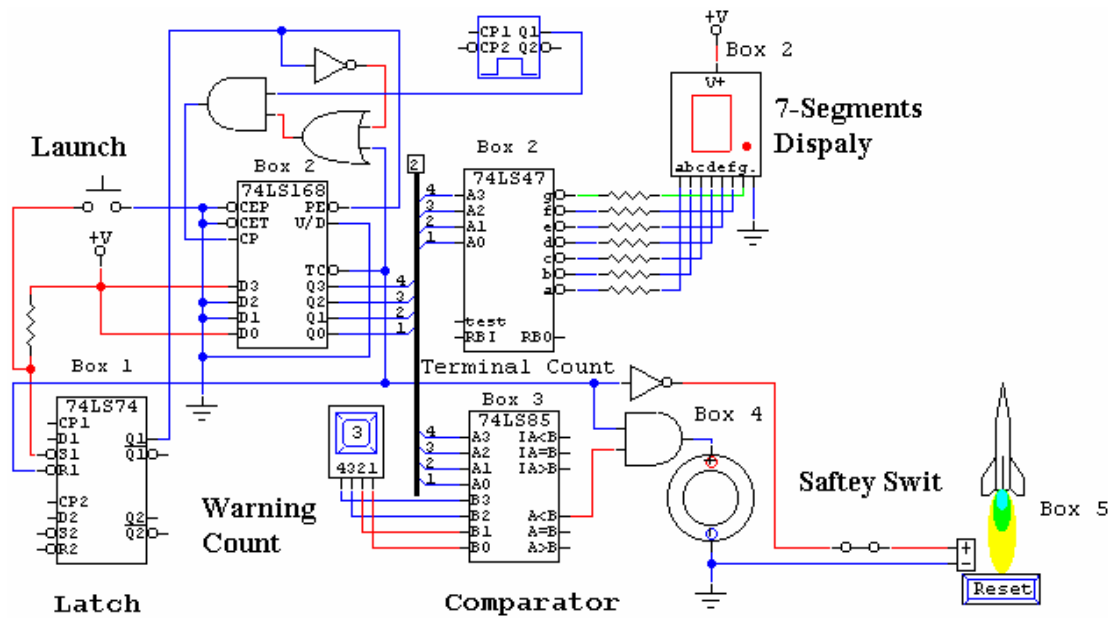 +V
CP1 Q1
CP2 Q2
Box 2
V+
7-Segments
Dispaly
abcdefg.
Launch
Box 2
2
Box 2
74LS168
CEP PE
CET U/D
CP
TC
D3 Q3 4
D2 Q2 3
D1 Q1 2
D0 Q0 1
74LS47
4 A3 g
3 A2 f
2 A1 e
1 A0 d
c
b
a
test
RBI RBO
+V
Terminal Count
Box 1
74LS74
CP1
D1 Q1
S1 Q1
R1
CP2
D2 Q2
S2 Q2
R2
Latch
Warning
Count
3
4321
Box 3
74LS85
4 A3 IA<B
3 A2 IA=B
2 A1 IA>B
1 A0
B3
B2 A<B
B1 A=B
B0 A>B
Comparator
Box 4
+
Saftey Swit
Box 5
+
-
Reset